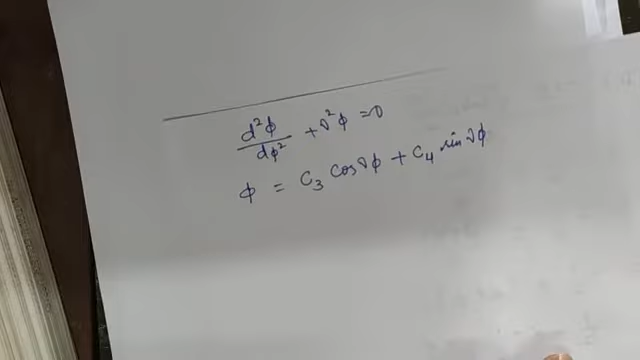 d²ϕ/dϕ² + ν²ϕ = 0
ϕ = C₃ cos νϕ + C₄ sin νϕ